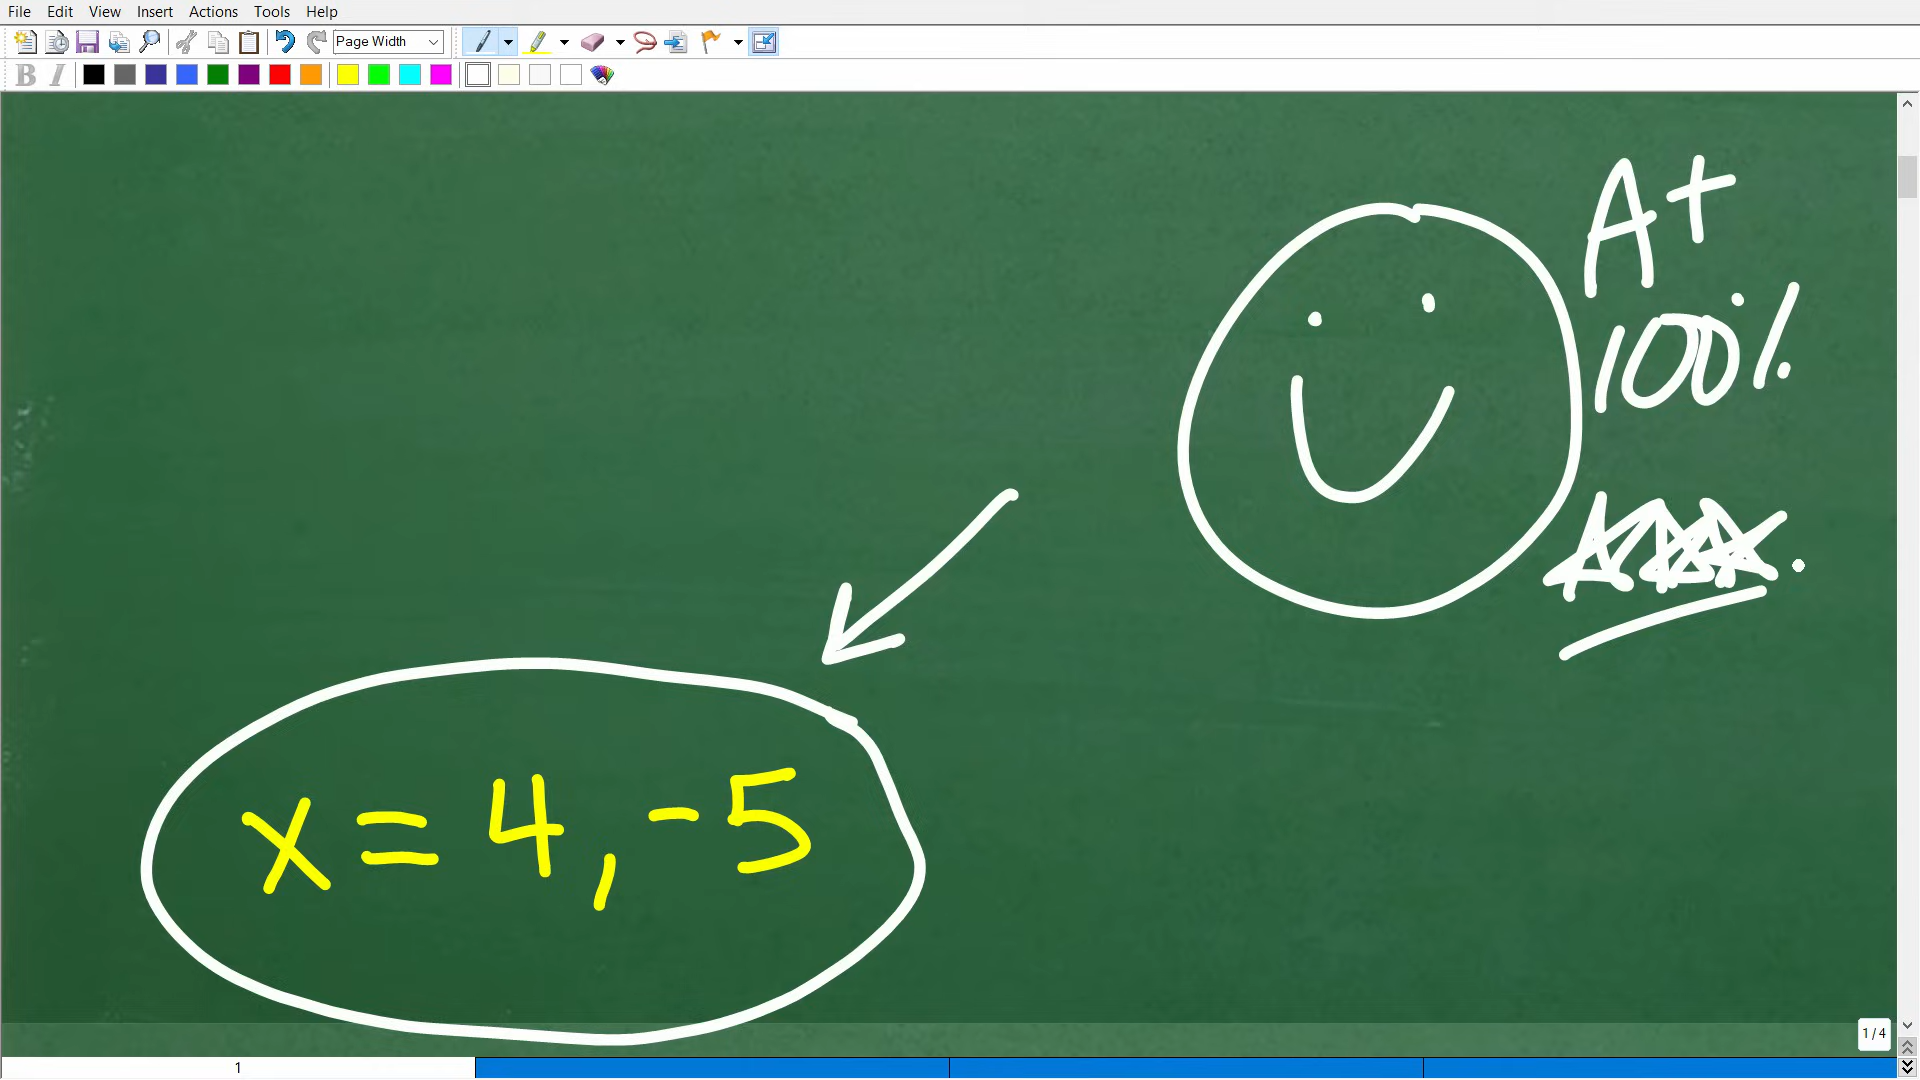 File Edit View Insert Actions Tools Help
Page Width
B I
A+
100%
x = 4, -5
1 / 4
1